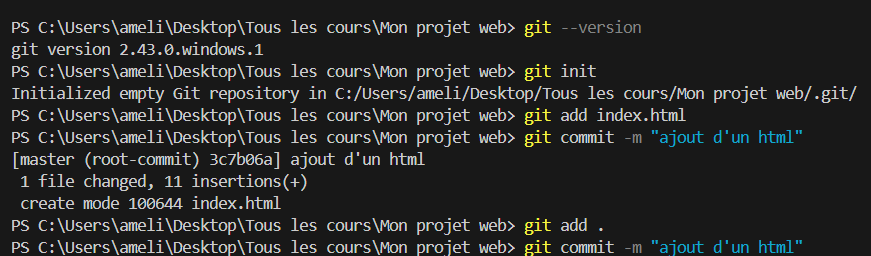 PS C:\Users\ameli\Desktop\Tous les cours\Mon projet web> git --version
git version 2.43.0.windows.1
PS C:\Users\ameli\Desktop\Tous les cours\Mon projet web> git init
Initialized empty Git repository in C:/Users/ameli/Desktop/Tous les cours/Mon projet web/.git/
PS C:\Users\ameli\Desktop\Tous les cours\Mon projet web> git add index.html
PS C:\Users\ameli\Desktop\Tous les cours\Mon projet web> git commit -m "ajout d'un html"
[master (root-commit) 3c7b06a] ajout d'un html
 1 file changed, 11 insertions(+)
 create mode 100644 index.html
PS C:\Users\ameli\Desktop\Tous les cours\Mon projet web> git add .
PS C:\Users\ameli\Desktop\Tous les cours\Mon projet web> git commit -m "ajout d'un html"